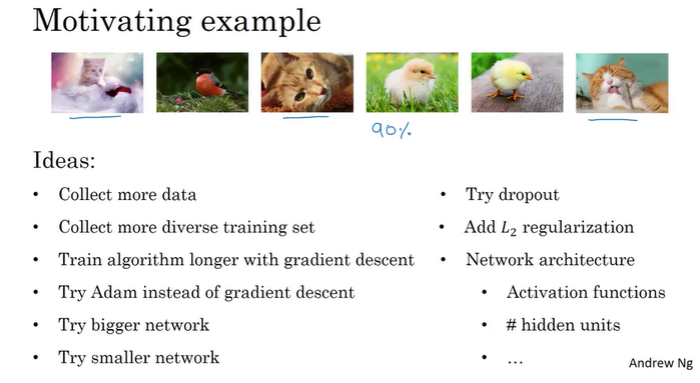 Motivating example
90%
Ideas:
• Collect more data
• Collect more diverse training set
• Train algorithm longer with gradient descent
• Try Adam instead of gradient descent
• Try bigger network
• Try smaller network
• Try dropout
• Add L₂ regularization
• Network architecture
• Activation functions
• # hidden units
• ...
Andrew Ng